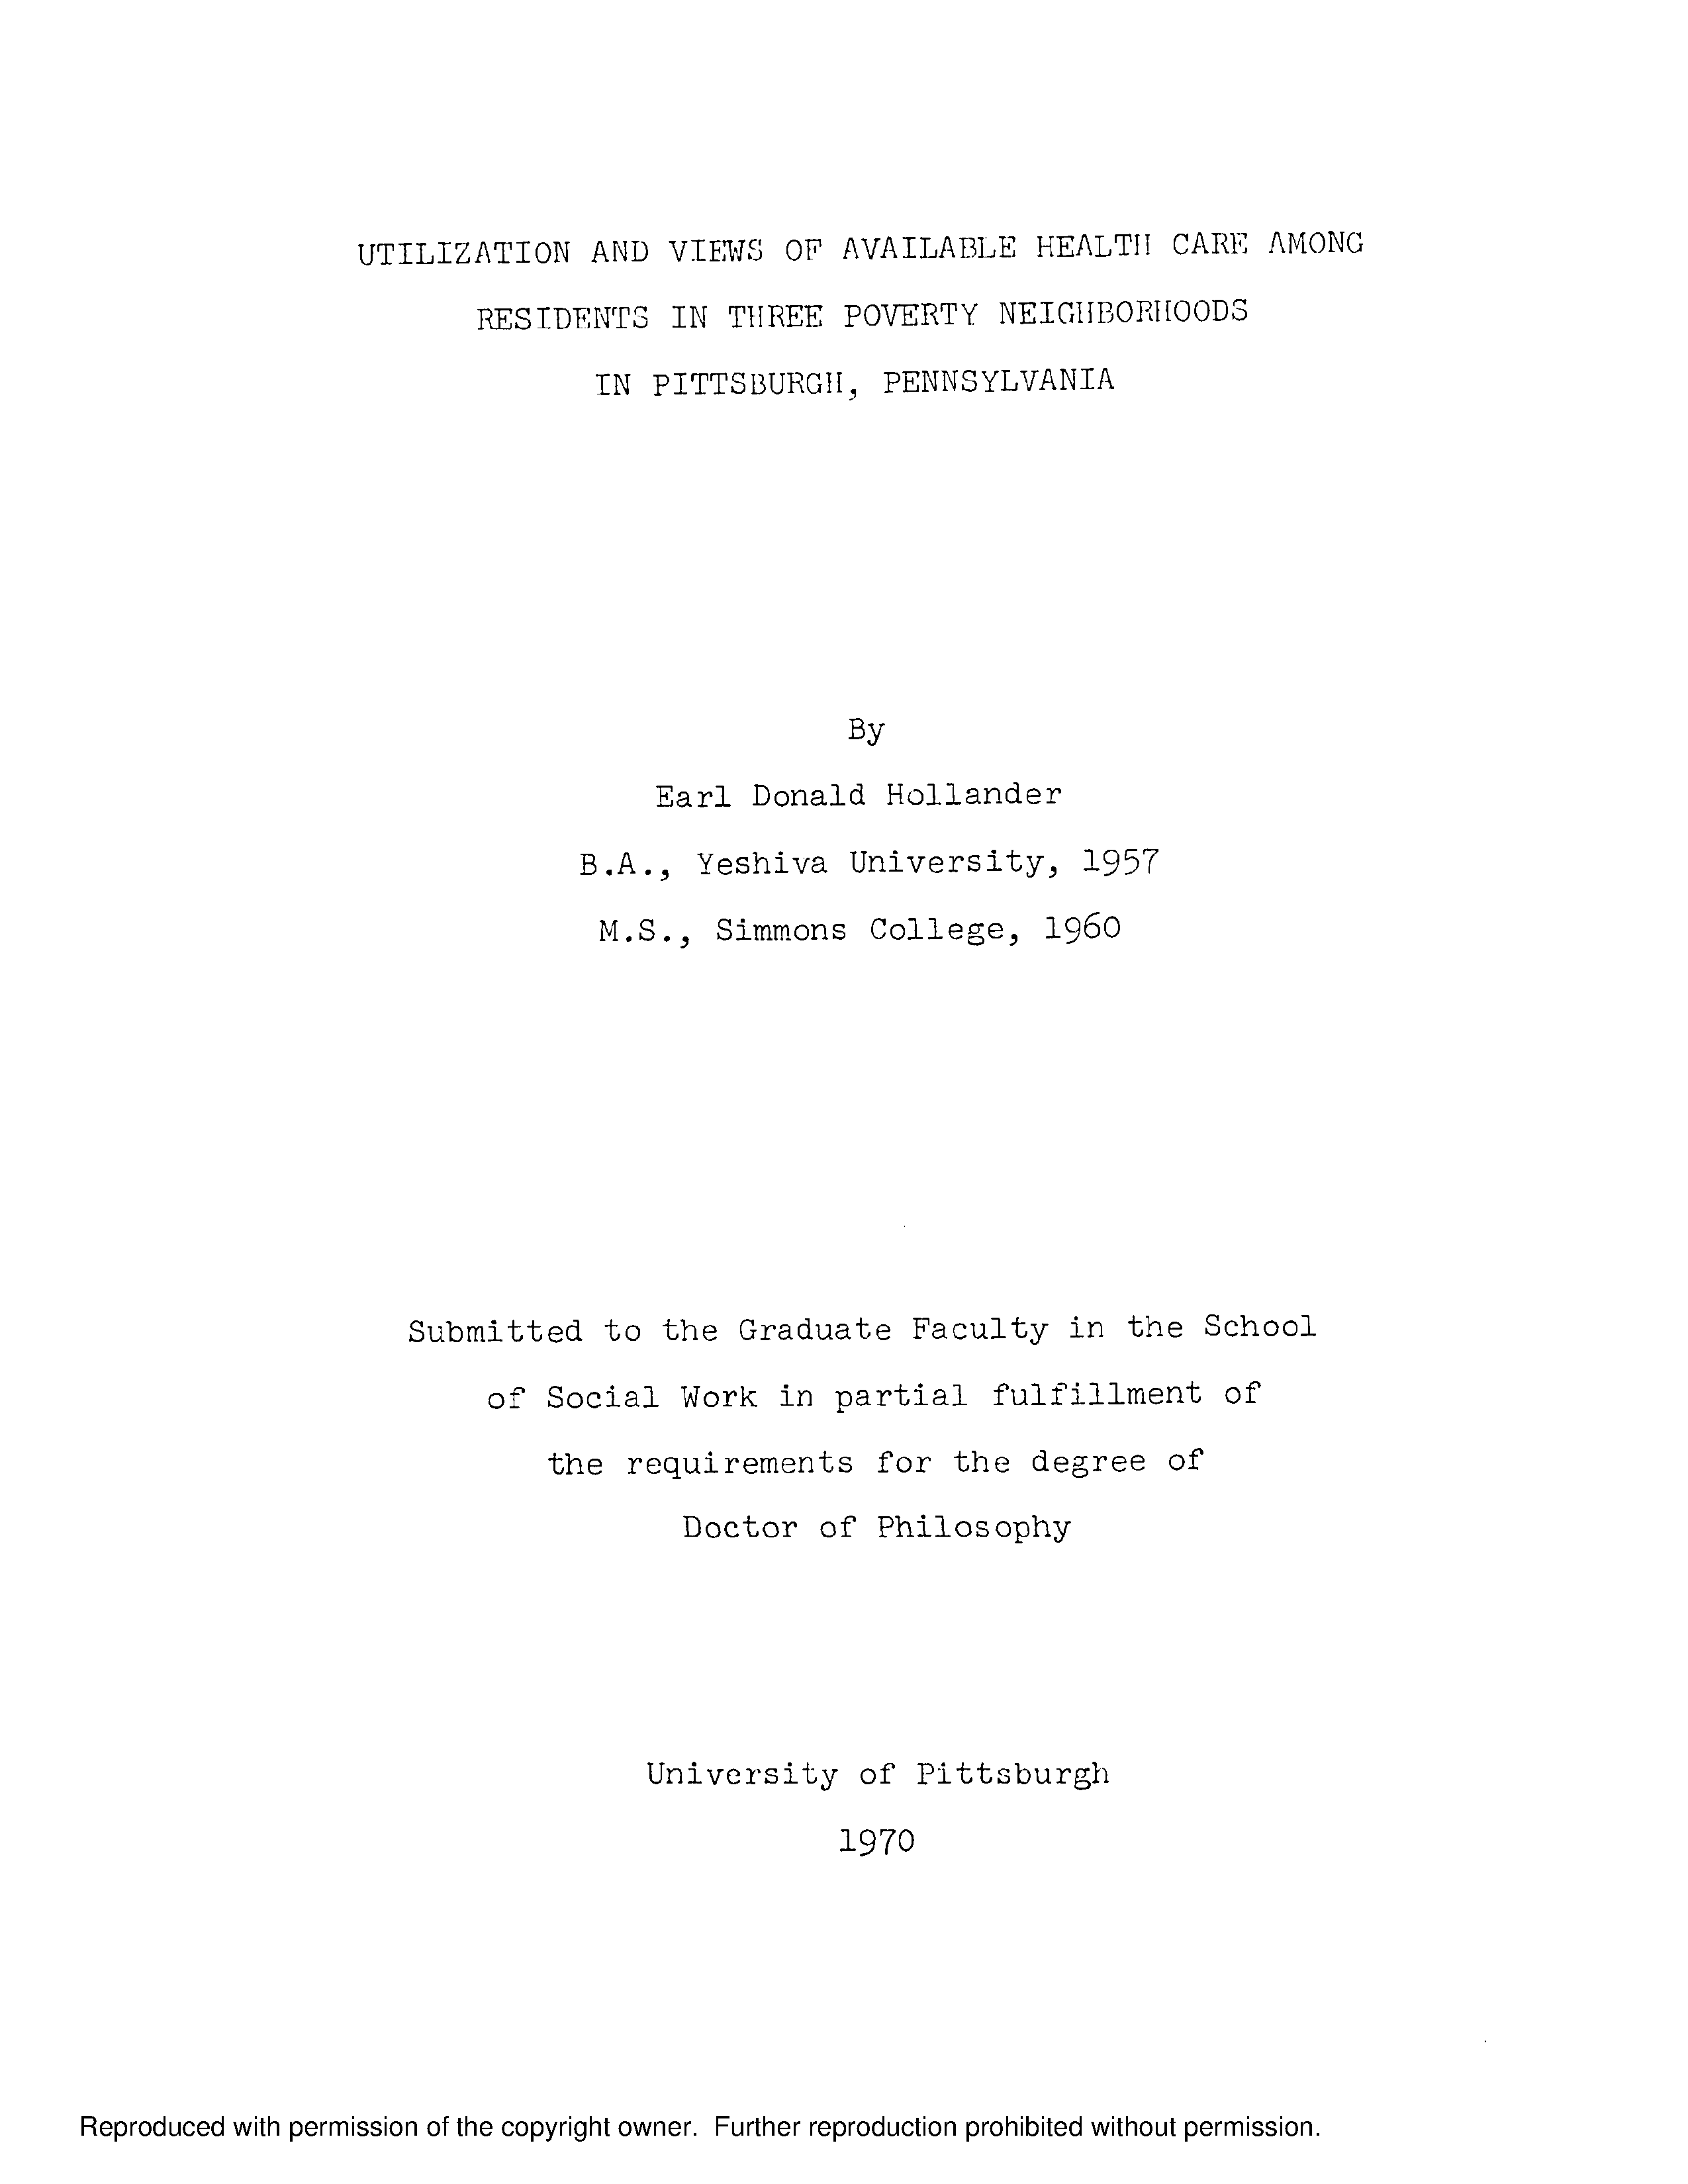 UTILIZATION AND VIEWS OF AVAILABLE HEALTH CARE AMONG
RESIDENTS IN THREE POVERTY NEIGHBORHOODS
IN PITTSBURGH, PENNSYLVANIA
By
Earl Donald Hollander
B.A., Yeshiva University, 1957
M.S., Simmons College, 1960
Submitted to the Graduate Faculty in the School
of Social Work in partial fulfillment of
the requirements for the degree of
Doctor of Philosophy
University of Pittsburgh
1970
Reproduced with permission of the copyright owner. Further reproduction prohibited without permission.